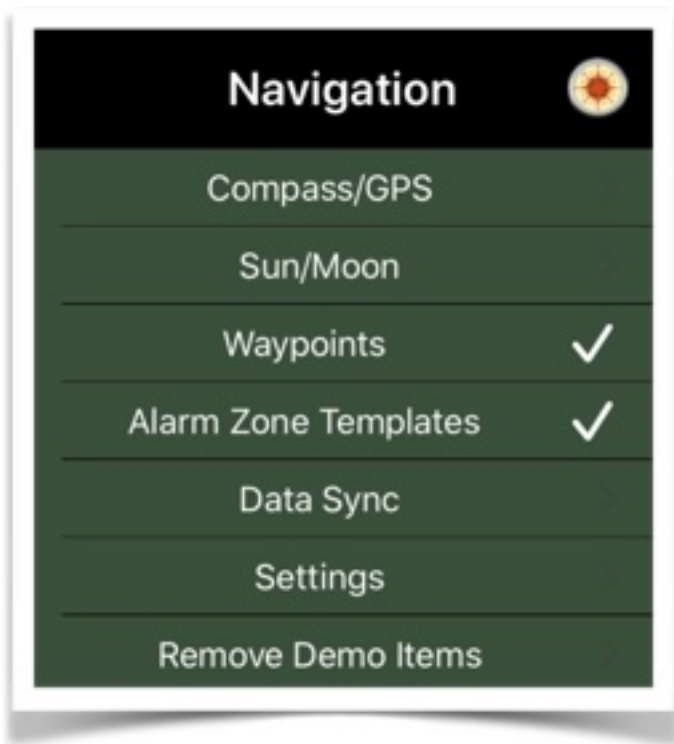 Navigation
Compass/GPS
Sun/Moon
Waypoints
Alarm Zone Templates
Data Sync
Settings
Remove Demo Items